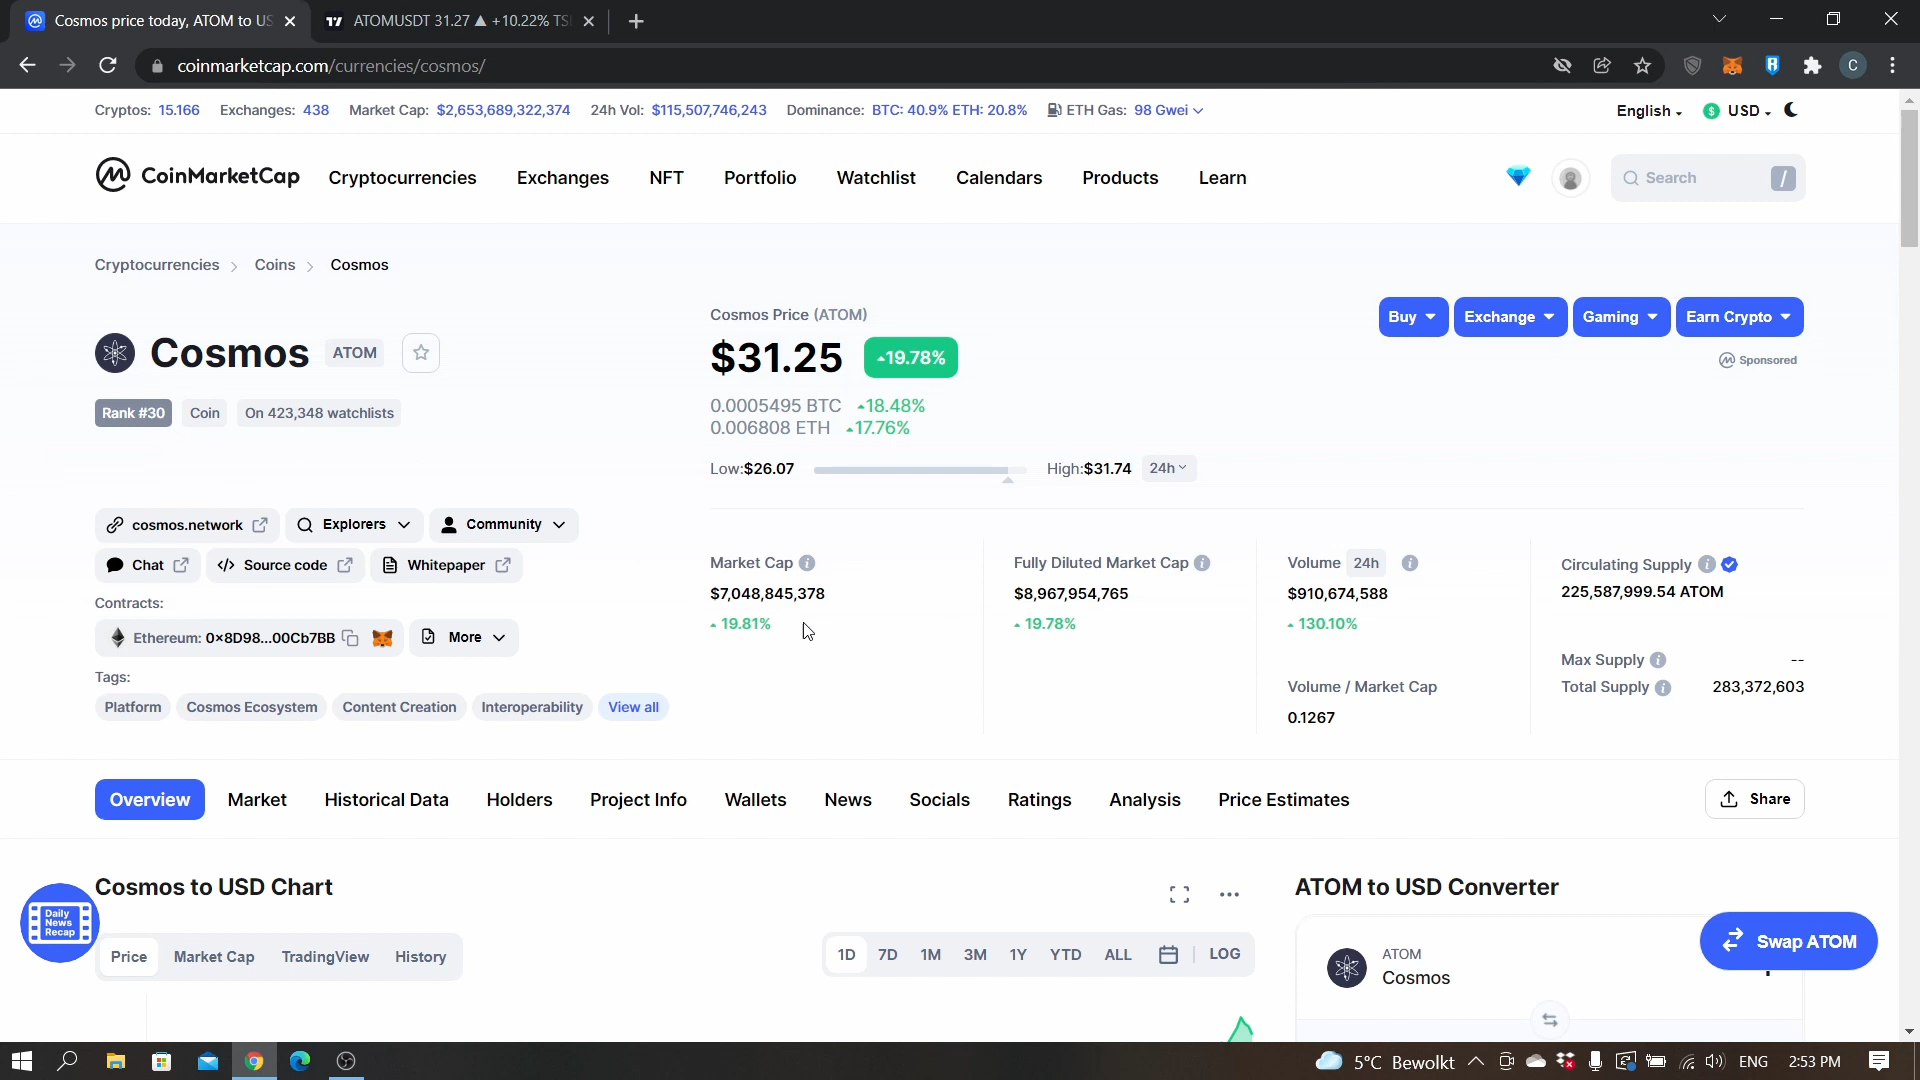 Cosmos price today, ATOM to US
ATOMUSDT 31.27 ▲ +10.22% TS
coinmarketcap.com/currencies/cosmos/
C
Cryptos: 15.166 Exchanges: 438 Market Cap: $2,653,689,322,374 24h Vol: $115,507,746,243 Dominance: BTC: 40.9% ETH: 20.8% ETH Gas: 98 Gwei
English
USD
CoinMarketCap
Cryptocurrencies Exchanges NFT Portfolio Watchlist Calendars Products Learn
Search /
Cryptocurrencies > Coins > Cosmos
Cosmos ATOM
Rank #30 Coin On 423,348 watchlists
Cosmos Price (ATOM)
$31.25 19.78%
0.0005495 BTC 18.48%
0.006808 ETH 17.76%
Low:$26.07 High:$31.74 24h
Buy Exchange Gaming Earn Crypto
Sponsored
cosmos.network Explorers Community
Chat Source code Whitepaper
Contracts:
Ethereum: 0×8D98...00Cb7BB More
Tags:
Platform Cosmos Ecosystem Content Creation Interoperability View all
Market Cap
$7,048,845,378
19.81%
Fully Diluted Market Cap
$8,967,954,765
19.78%
Volume 24h
$910,674,588
130.10%
Volume / Market Cap
0.1267
Circulating Supply
225,587,999.54 ATOM
Max Supply --
Total Supply 283,372,603
Overview Market Historical Data Holders Project Info Wallets News Socials Ratings Analysis Price Estimates
Share
Cosmos to USD Chart
Daily
News
Recap
Price Market Cap TradingView History
1D 7D 1M 3M 1Y YTD ALL LOG
ATOM to USD Converter
ATOM
Cosmos
Swap ATOM
5°C Bewolkt
ENG
2:53 PM